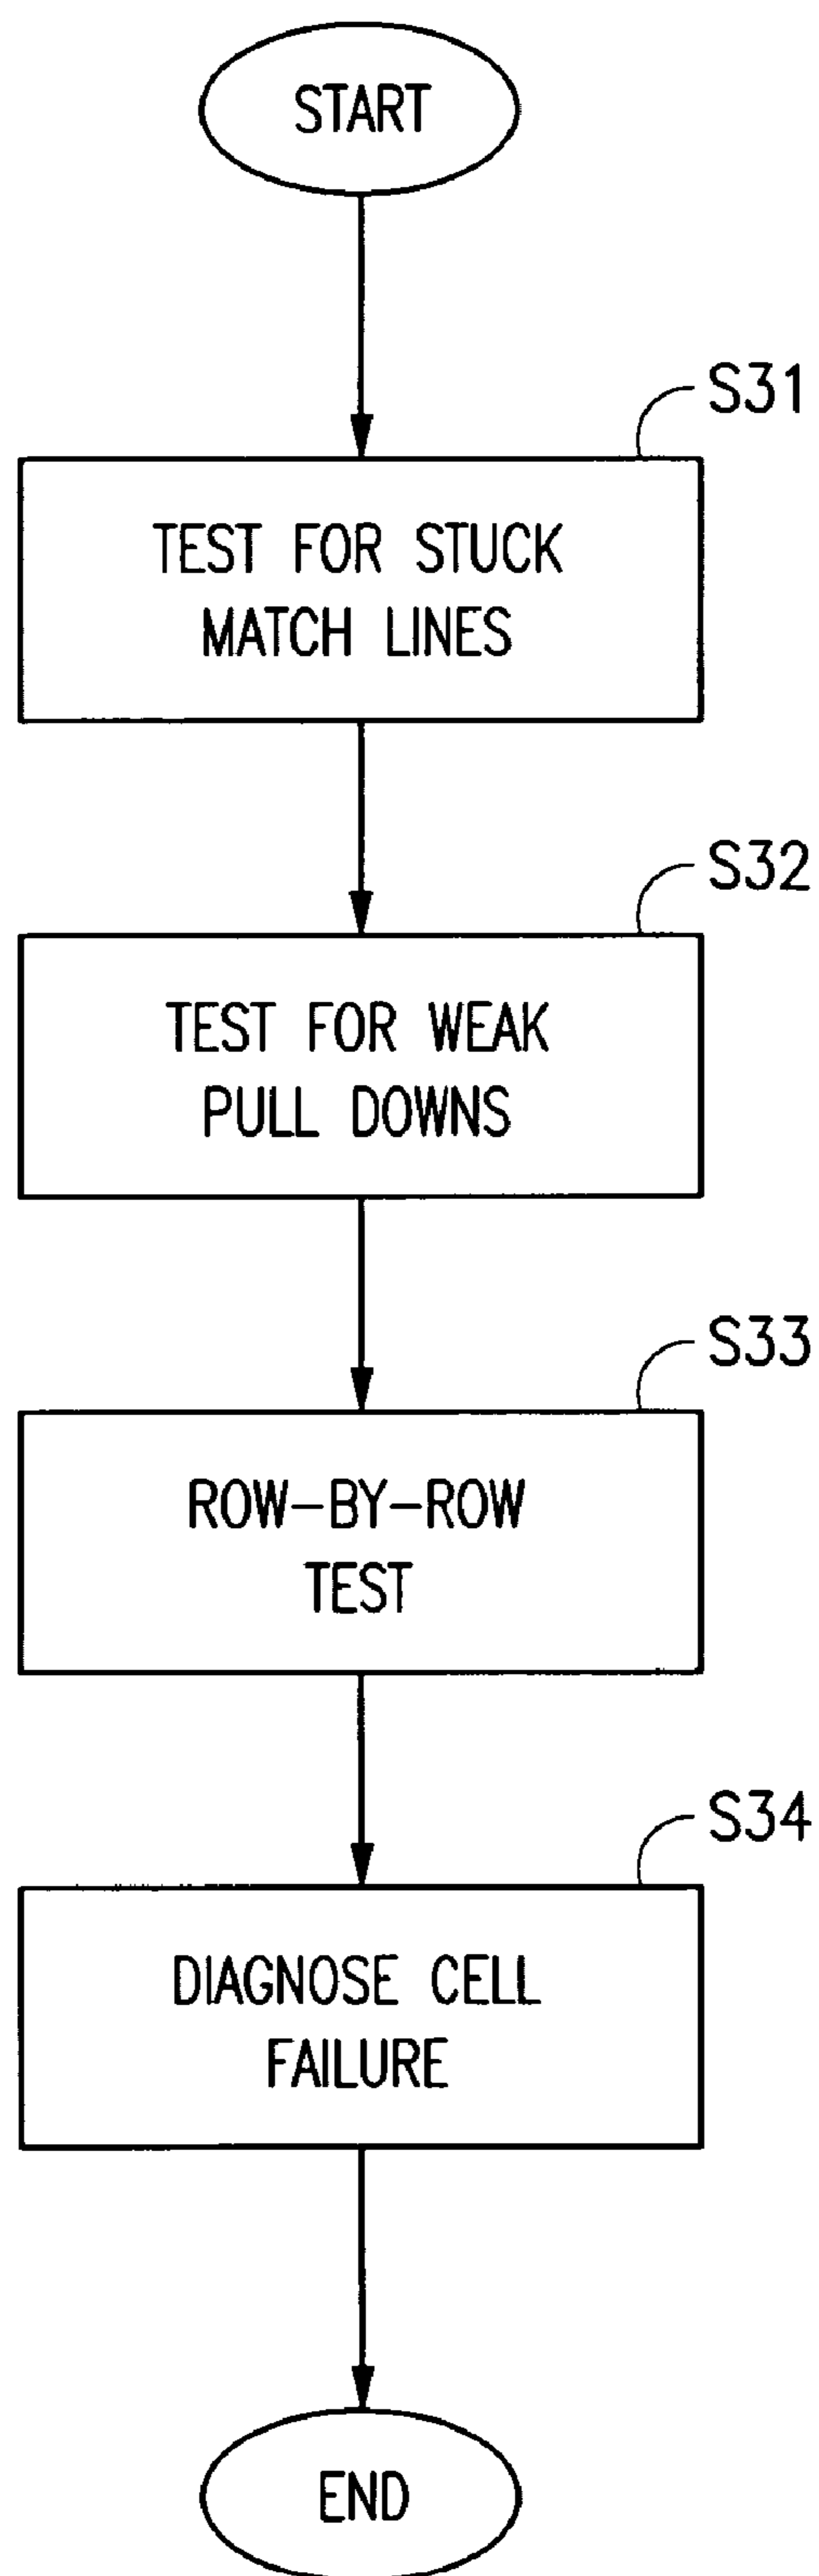 START
S31
TEST FOR STUCK
MATCH LINES
S32
TEST FOR WEAK
PULL DOWNS
S33
ROW-BY-ROW
TEST
S34
DIAGNOSE CELL
FAILURE
END